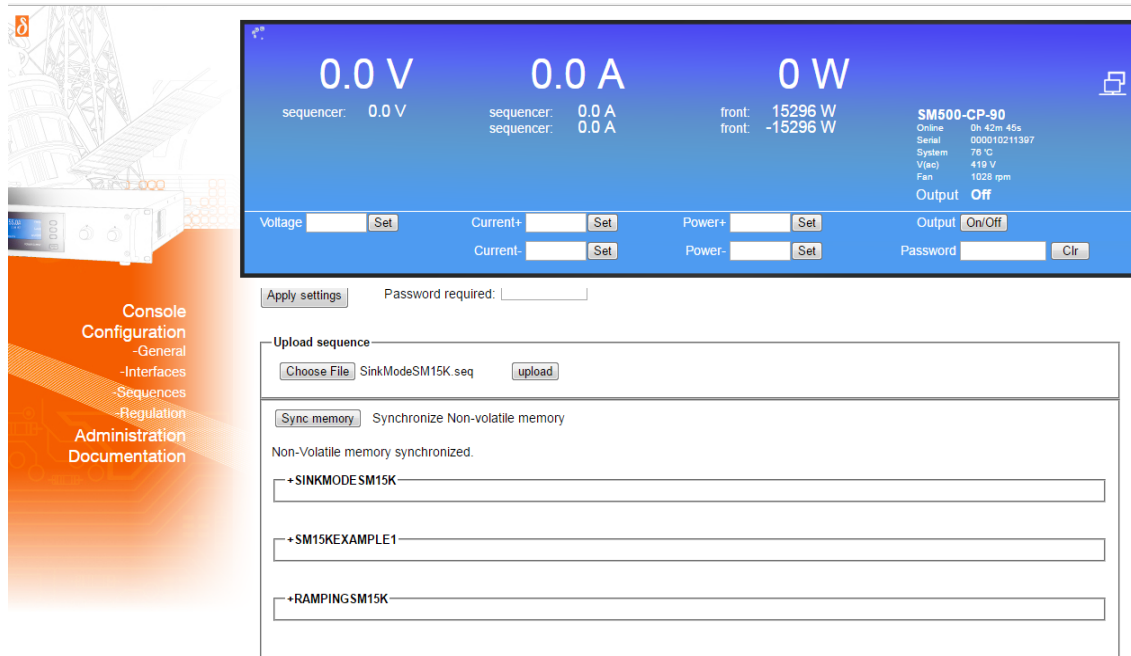 δ
0.0 V 0.0 A 0 W
sequencer: 0.0 V sequencer: 0.0 A front: 15296 W
sequencer: 0.0 A front: -15296 W
SM500-CP-90
Online 0h 42m 45s
Serial 000010211397
System 76 'C
V(ac) 419 V
Fan 1028 rpm
Output Off
Voltage Set Current+ Set Power+ Set Output On/Off
Current- Set Power- Set Password Clr
Apply settings Password required:
Console
Configuration
-General
-Interfaces
-Sequences
-Regulation
Administration
Documentation
Upload sequence
Choose File SinkModeSM15K.seq upload
Sync memory Synchronize Non-volatile memory
Non-Volatile memory synchronized.
+SINKMODESM15K
+SM15KEXAMPLE1
+RAMPINGSM15K